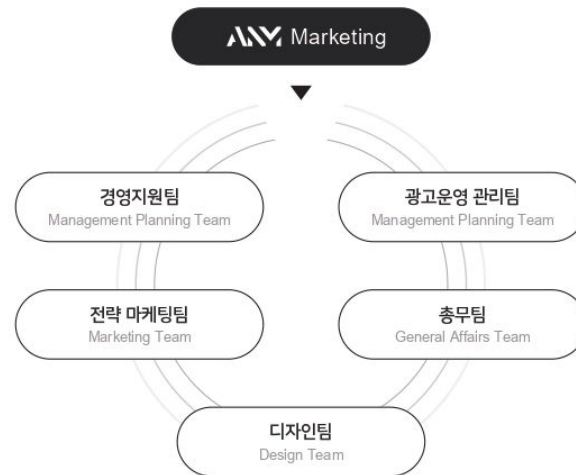 ANM Marketing
경영지원팀
Management Planning Team
광고운영 관리팀
Management Planning Team
전략 마케팅팀
Marketing Team
총무팀
General Affairs Team
디자인팀
Design Team